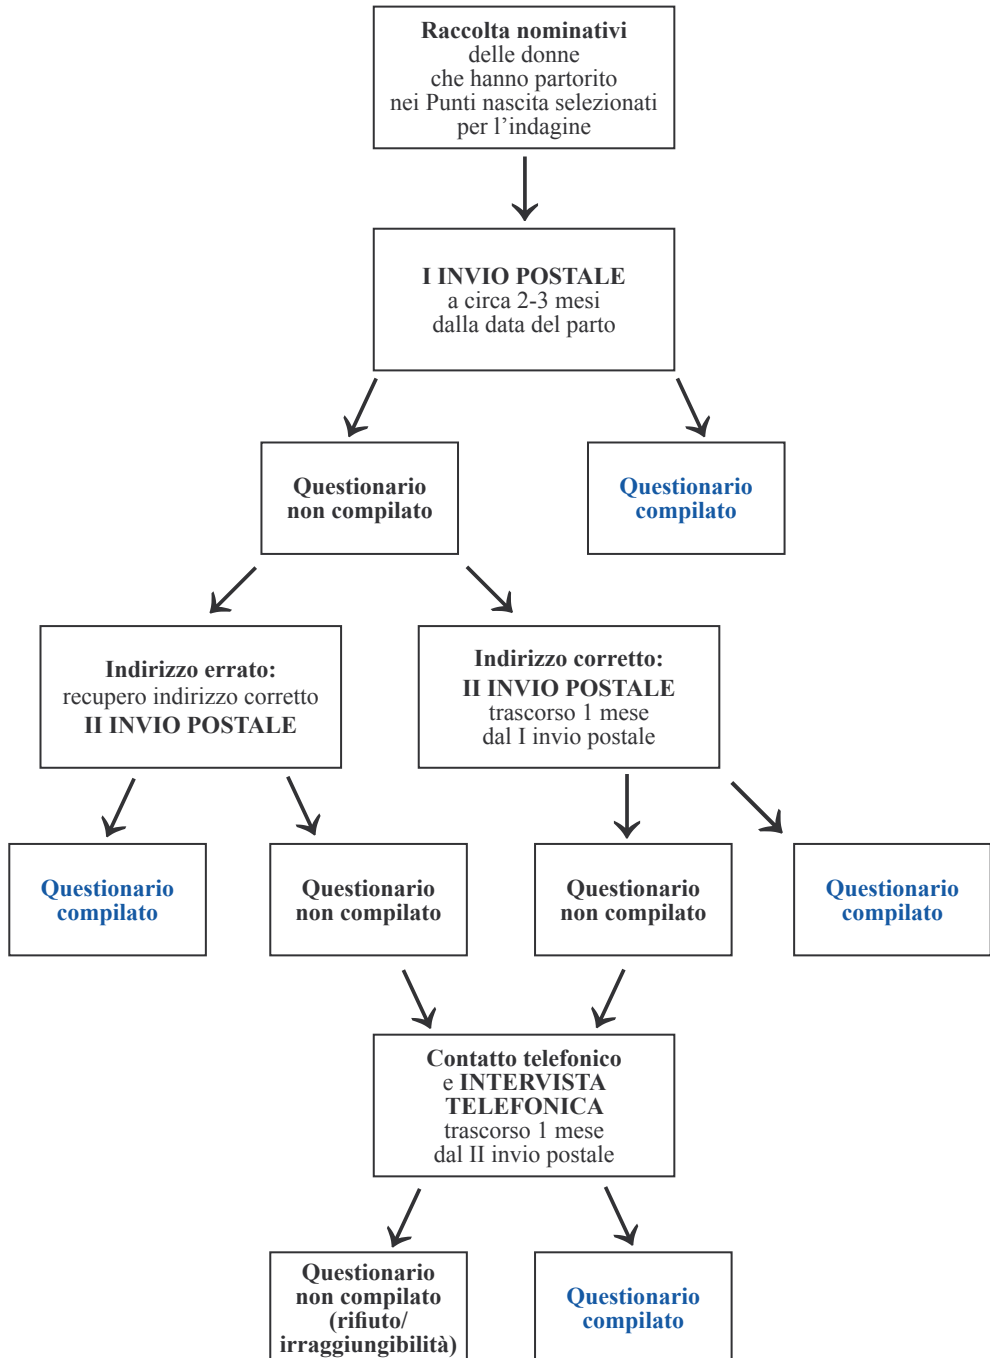 Raccolta nominativi
delle donne
che hanno partorito
nei Punti nascita selezionati
per l’indagine
I INVIO POSTALE
a circa 2-3 mesi
dalla data del parto
Questionario
non compilato
Questionario
compilato
Indirizzo errato:
recupero indirizzo corretto
II INVIO POSTALE
Indirizzo corretto:
II INVIO POSTALE
trascorso 1 mese
dal I invio postale
Questionario
compilato
Questionario
non compilato
Questionario
non compilato
Questionario
compilato
Contatto telefonico
e INTERVISTA
TELEFONICA
trascorso 1 mese
dal II invio postale
Questionario
non compilato
(rifiuto/
irraggiungibilità)
Questionario
compilato